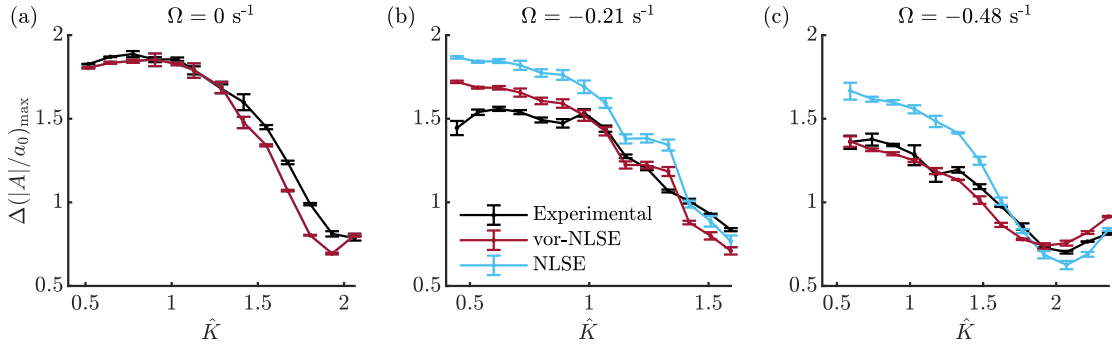 (a) Ω = 0 s⁻¹ (b) Ω = −0.21 s⁻¹ (c) Ω = −0.48 s⁻¹
Δ(|A|/a₀)max
2
1.5
1
0.5
0.5 1 1.5 2
K̂
2
1.5
1
0.5
Experimental
vor-NLSE
NLSE
0.5 1 1.5
K̂
2
1.5
1
0.5
0.5 1 1.5 2
K̂